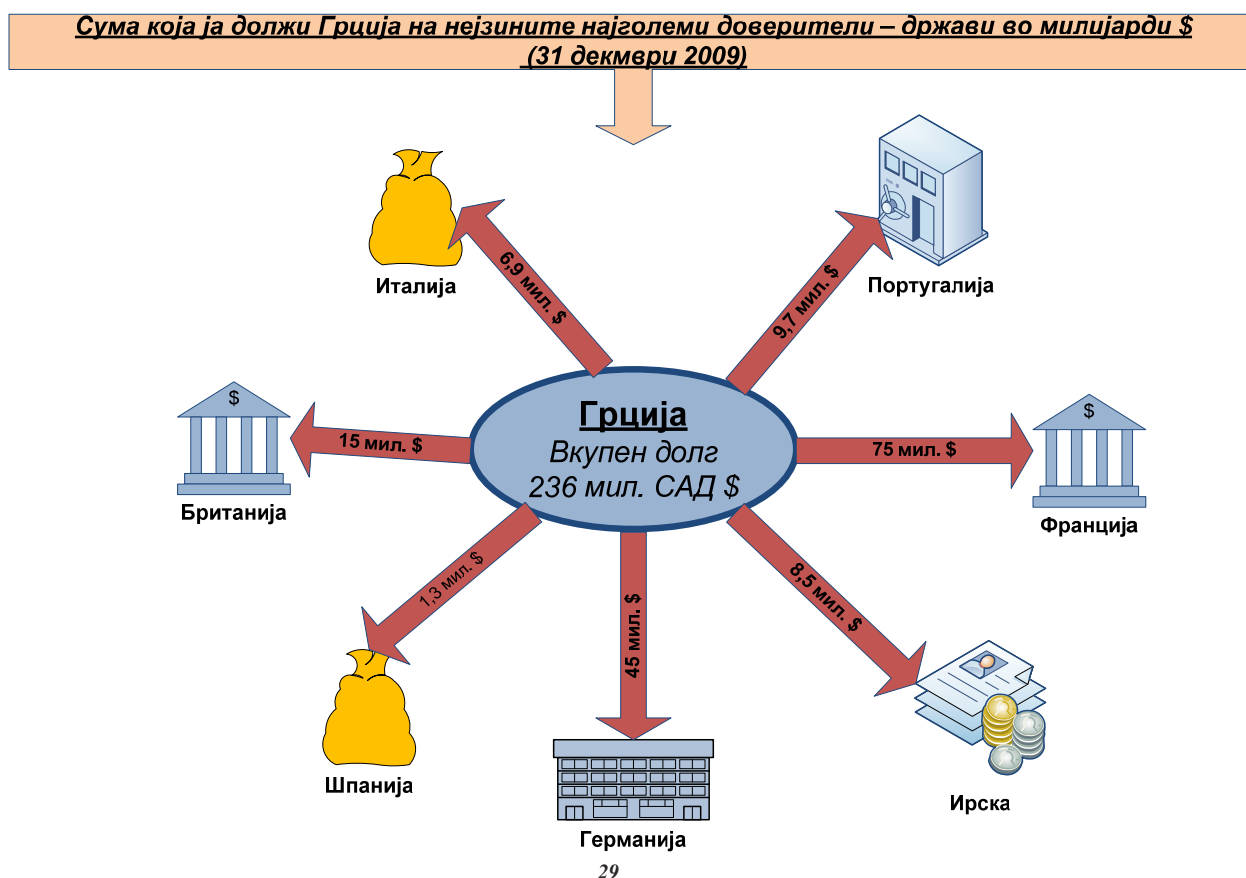 Сума која ја должи Грција на нејзините најголеми доверители – држави во милијарди $
(31 декмври 2009)
Италија
Португалија
6,9 мил. $
9,7 мил. $
$
Британија
15 мил. $
Грција
Вкупен долг
236 мил. САД $
75 мил. $
$
Франција
1,3 мил. $
45 мил. $
8,5 мил. $
Шпанија
Германија
Ирска
29